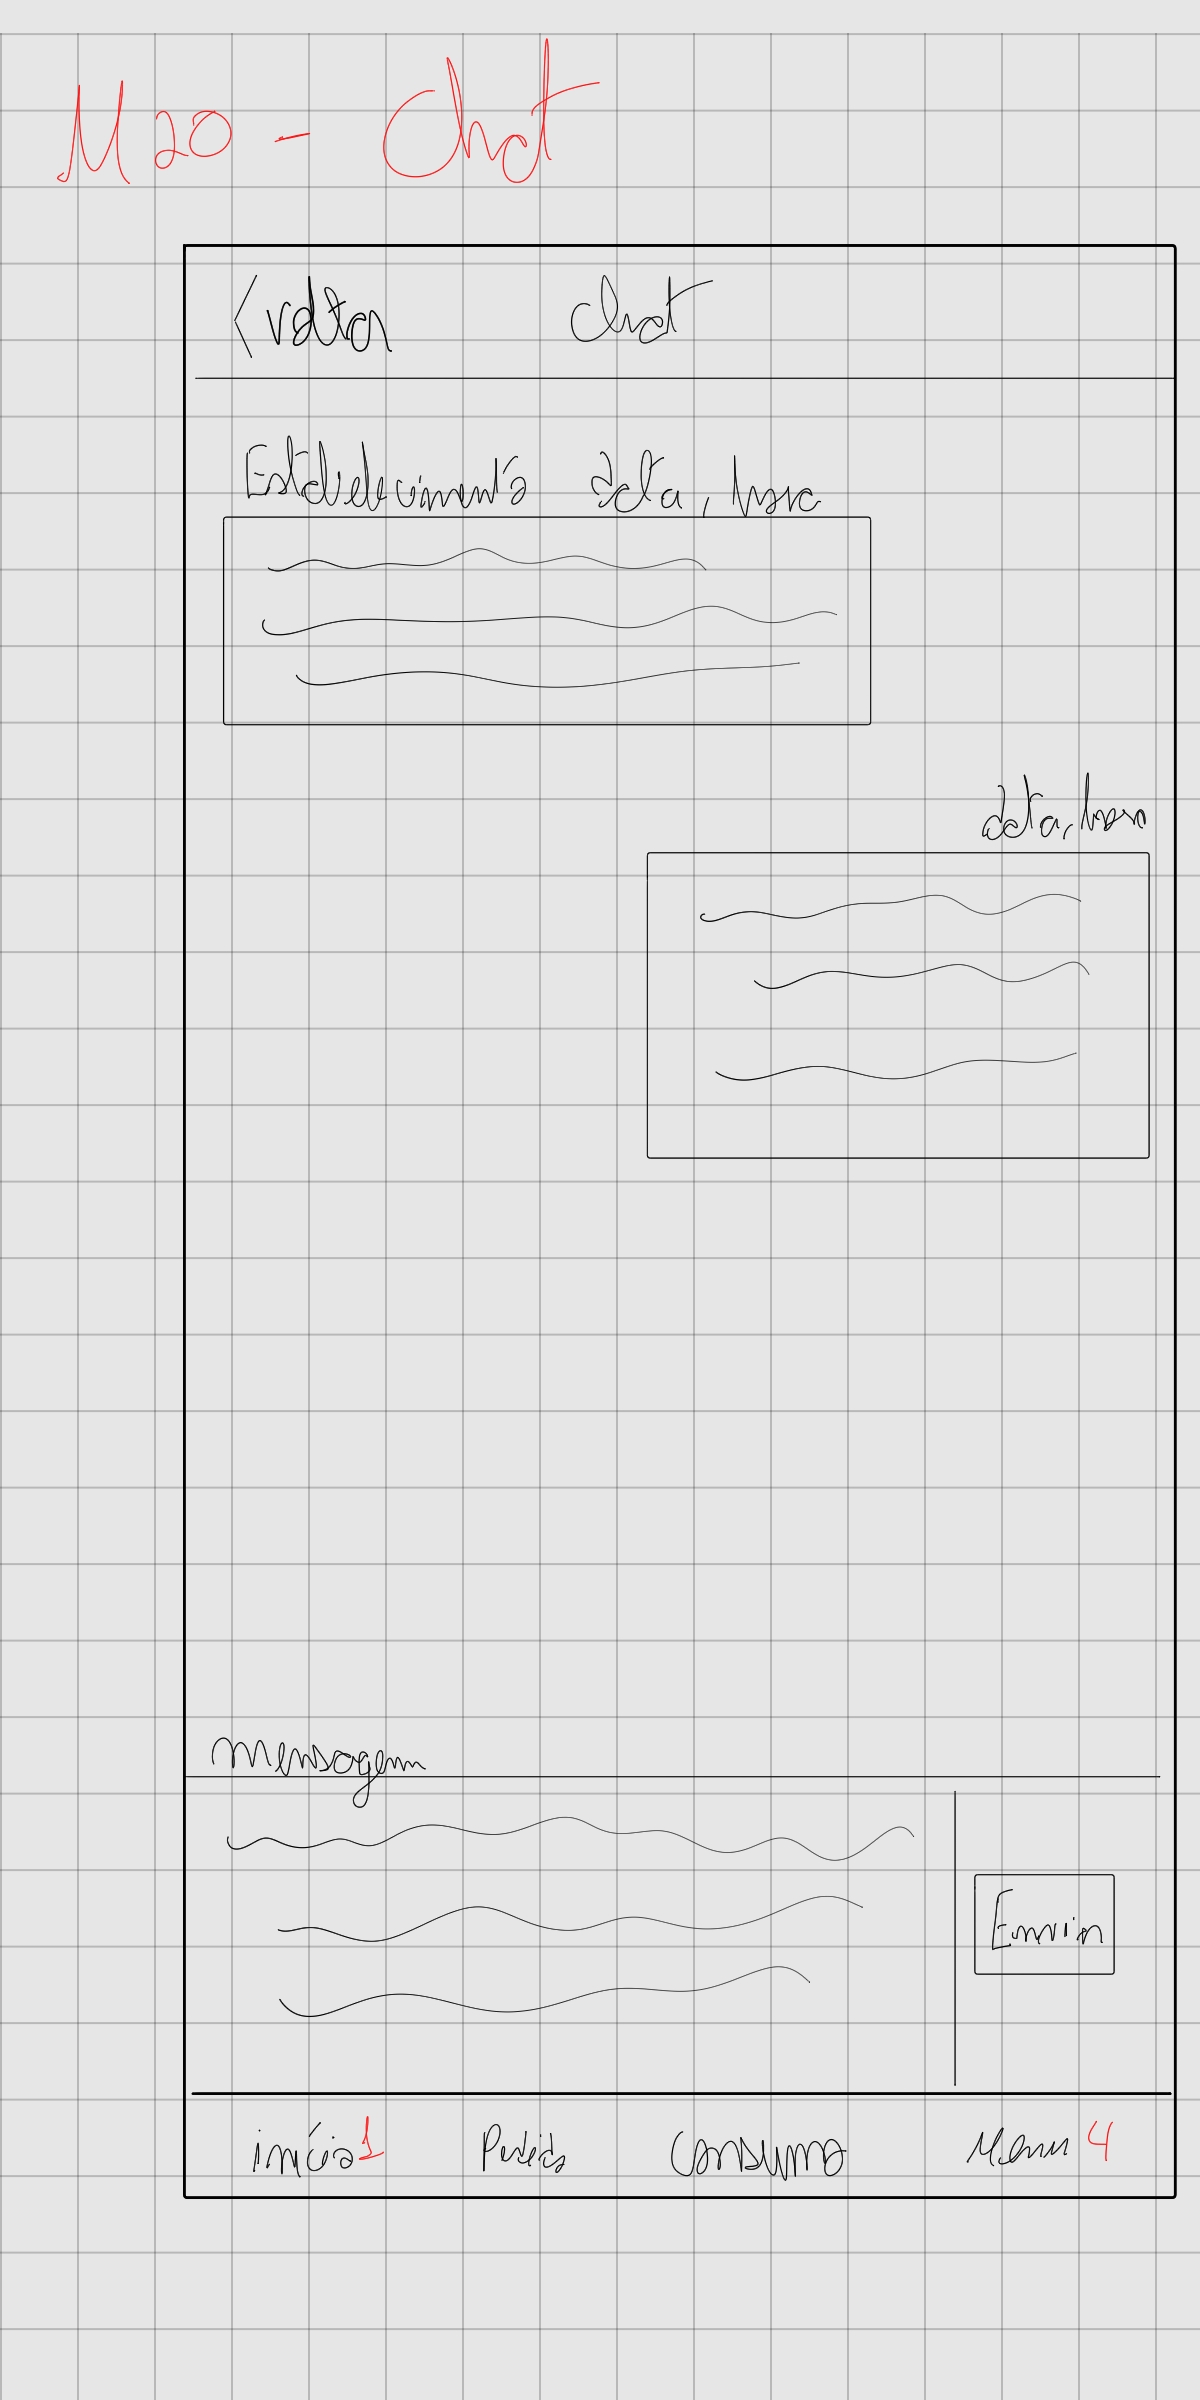 M20 - Chat
< voltar chat
Estabelecimento data, hora
data, hora
mensagem
Enviar
início 1 Pedido Consumo Menu 4